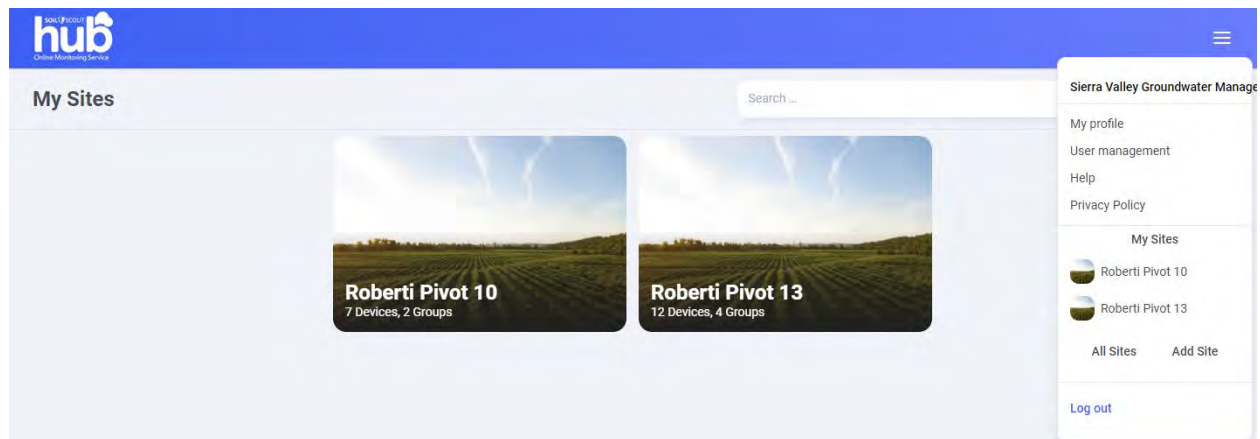 SOIL SCOUT
hub
Online Monitoring Service
My Sites
Search ...
Roberti Pivot 10
7 Devices, 2 Groups
Roberti Pivot 13
12 Devices, 4 Groups
Sierra Valley Groundwater Manage
My profile
User management
Help
Privacy Policy
My Sites
Roberti Pivot 10
Roberti Pivot 13
All Sites Add Site
Log out